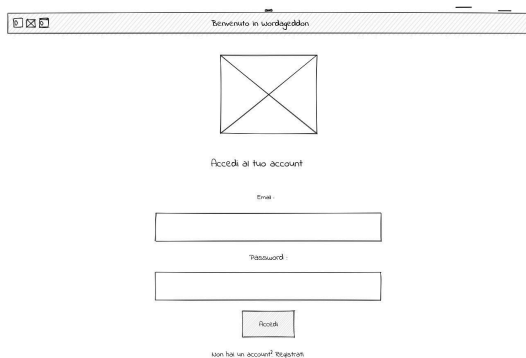 Benvenuto in Wordageddon
Accedi al tuo account
Email :
Password :
Accedi
Non hai un account? Registrati